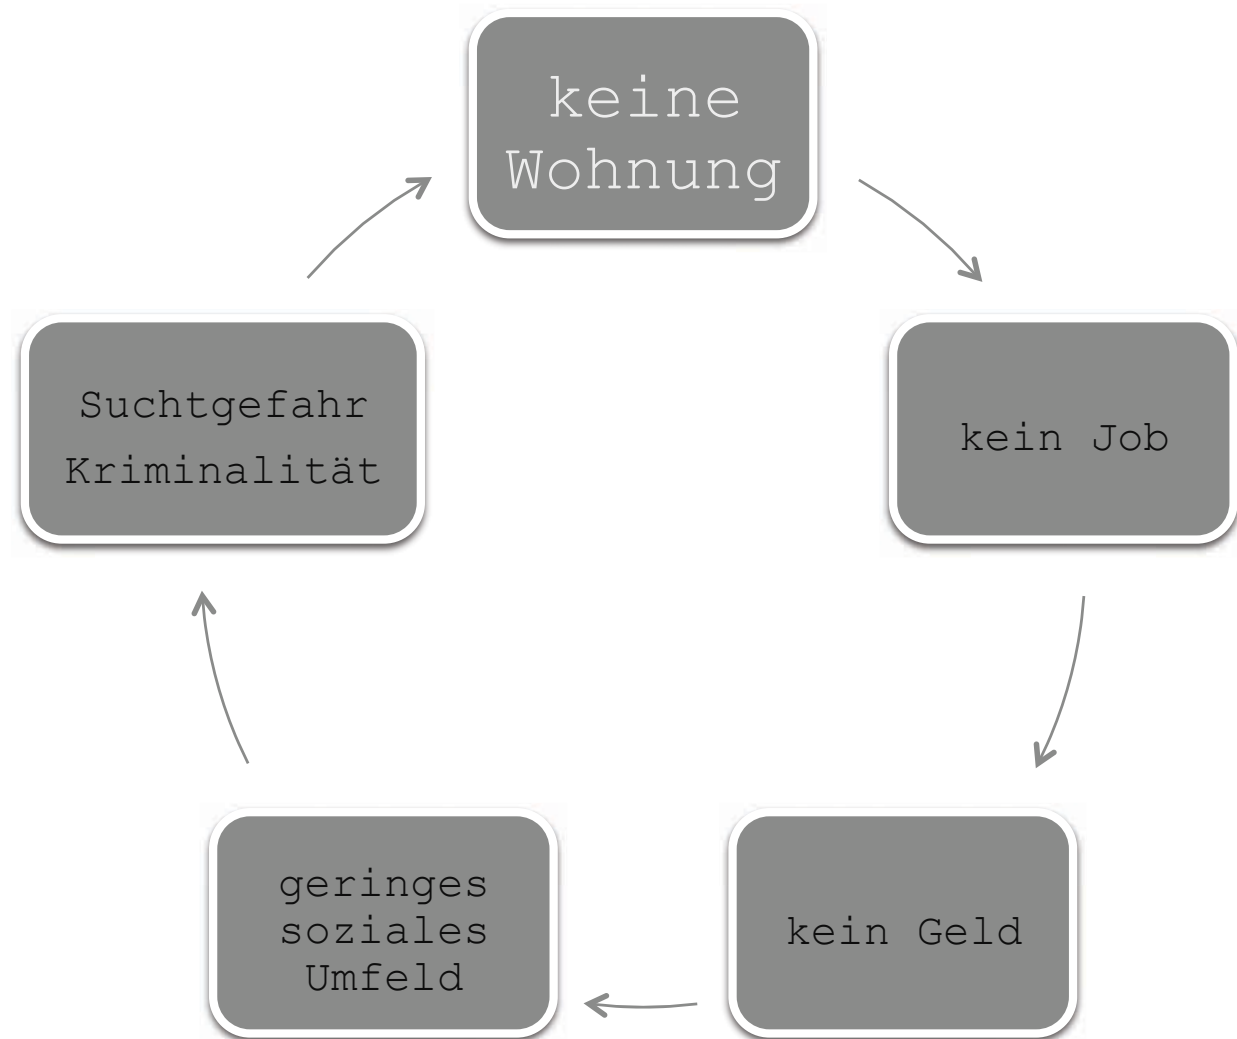 keine
Wohnung
kein Job
kein Geld
geringes
soziales
Umfeld
Suchtgefahr
Kriminalität